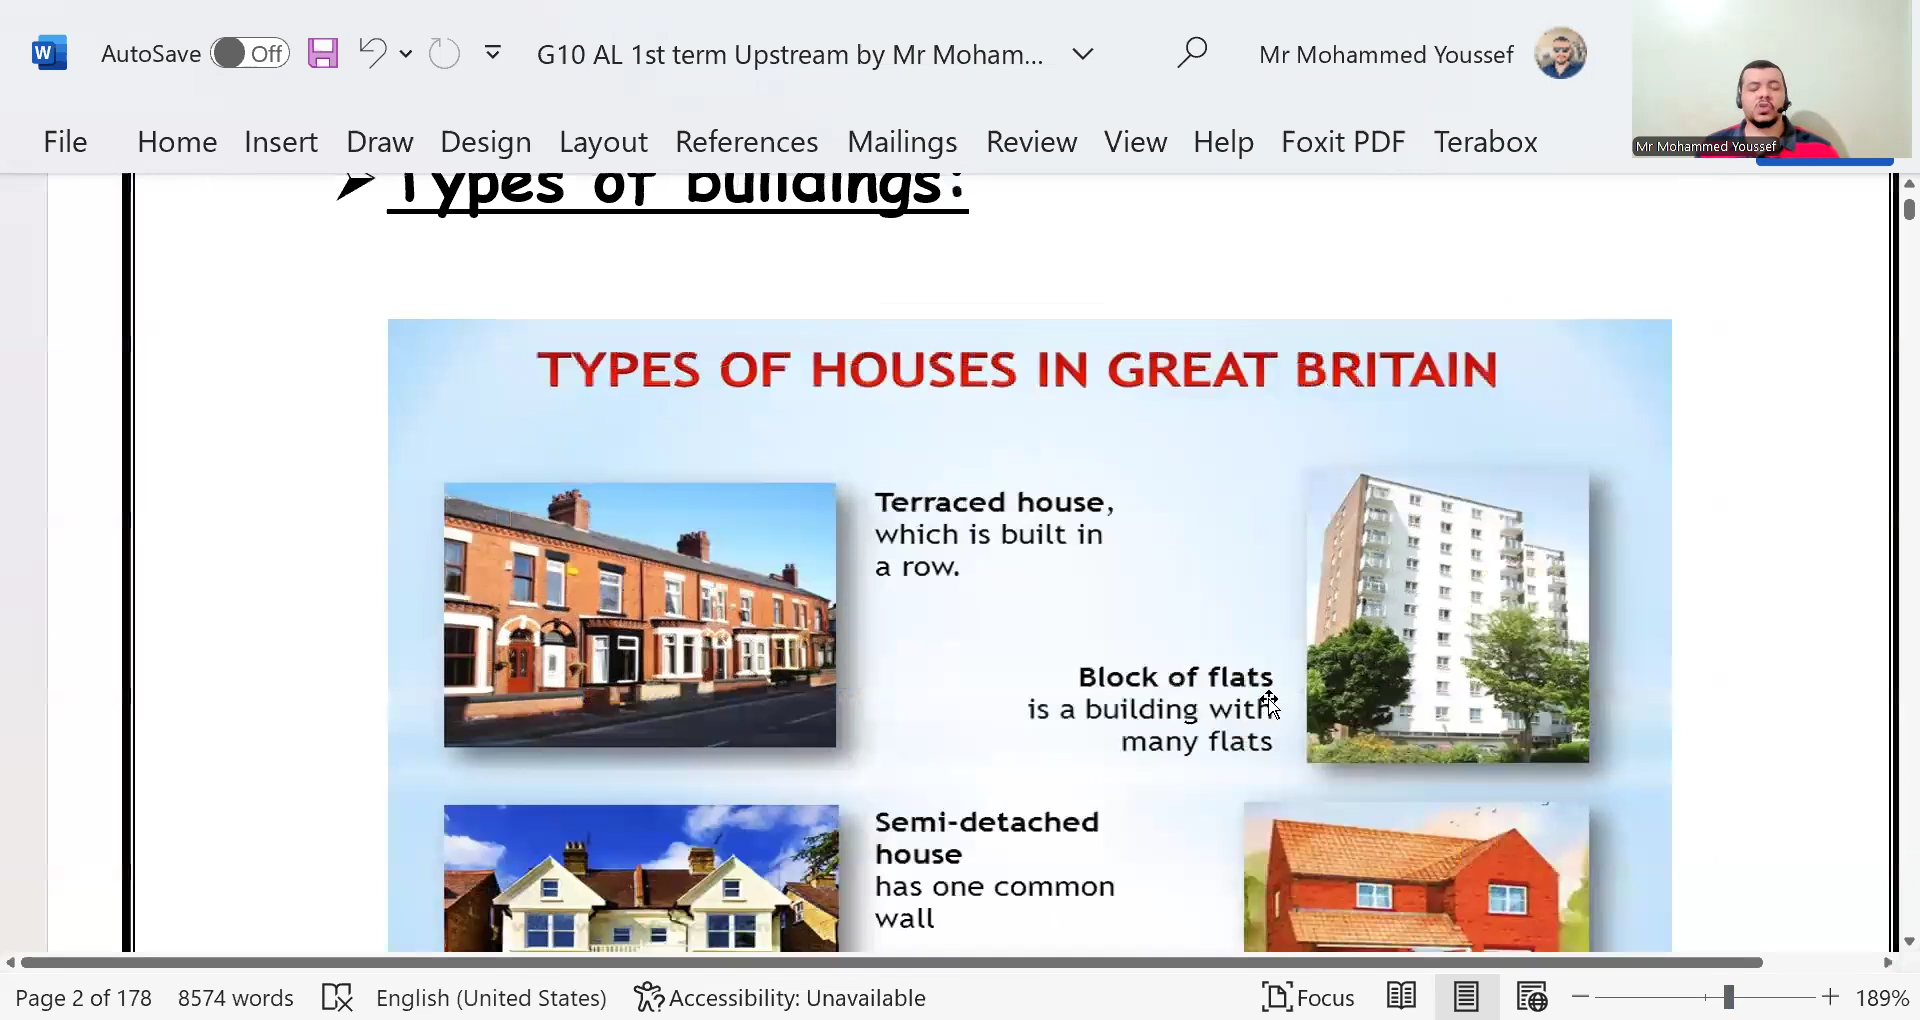 AutoSave Off G10 AL 1st term Upstream by Mr Moham... Mr Mohammed Youssef
File Home Insert Draw Design Layout References Mailings Review View Help Foxit PDF Terabox
Mr Mohammed Youssef
Types of buildings:
TYPES OF HOUSES IN GREAT BRITAIN
Terraced house,
which is built in
a row.
Block of flats
is a building with
many flats
Semi-detached
house
has one common
wall
Page 2 of 178 8574 words English (United States) Accessibility: Unavailable Focus 189%